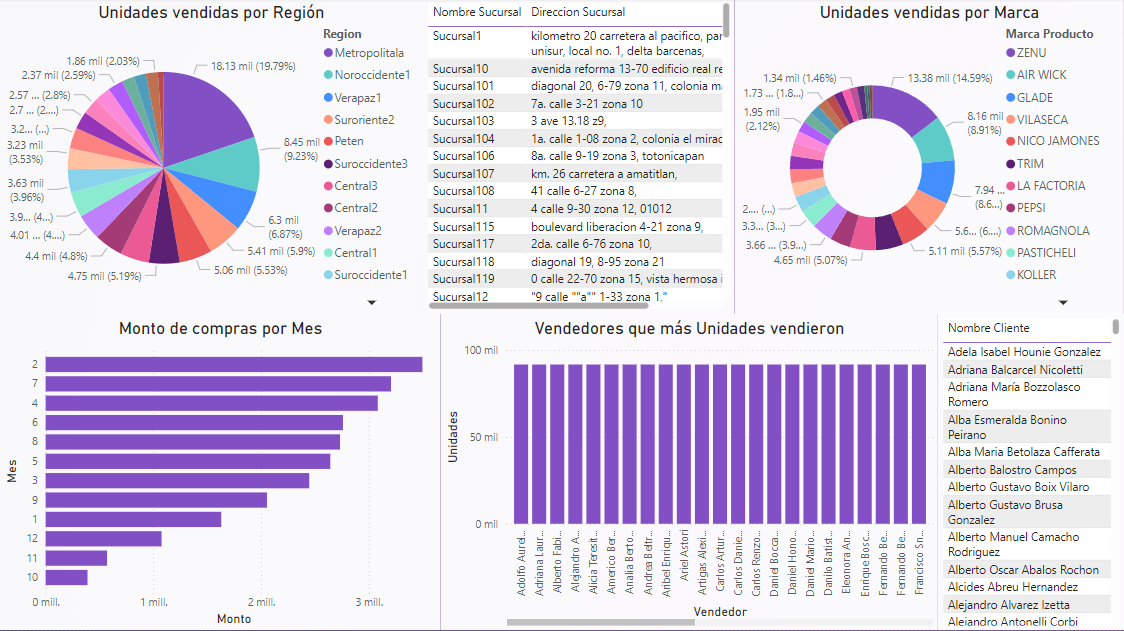 Unidades vendidas por Región
Region
Metropolitala
Noroccidente1
Verapaz1
Suroriente2
Peten
Suroccidente3
Central3
Central2
Verapaz2
Central1
Suroccidente1
18.13 mil (19.79%)
8.45 mil
(9.23%)
6.3 mil
(6.87%)
5.41 mil (5.9%)
5.06 mil (5.53%)
4.75 mil (5.19%)
4.4 mil (4.8%)
4.01 ... (4....)
3.9... (4...)
3.63 mil
(3.96%)
3.23 mil
(3.53%)
3.2... (...)
2.7 ... (2....)
2.57 ... (2.8%)
2.37 mil (2.59%)
1.86 mil (2.03%)
Nombre Sucursal Direccion Sucursal
Sucursal1 kilometro 20 carretera al pacifico, par
unisur, local no. 1, delta barcenas,
Sucursal10 avenida reforma 13-70 edificio real re
Sucursal101 diagonal 20, 6-79 zona 11, colonia m
Sucursal102 7a. calle 3-21 zona 10
Sucursal103 3 ave 13.18 z9,
Sucursal104 1a. calle 1-08 zona 2, colonia el mirac
Sucursal106 8a. calle 9-19 zona 3, totonicapan
Sucursal107 km. 26 carretera a amatitlan,
Sucursal108 41 calle 6-27 zona 8,
Sucursal11 4 calle 9-30 zona 12, 01012
Sucursal115 boulevard liberacion 4-21 zona 9,
Sucursal117 2da. calle 6-76 zona 10,
Sucursal118 diagonal 19, 8-95 zona 21
Sucursal119 0 calle 22-70 zona 15, vista hermosa i
Sucursal12 "9 calle ""a"" 1-33 zona 1,"
Unidades vendidas por Marca
Marca Producto
ZENU
AIR WICK
GLADE
VILASECA
NICO JAMONES
TRIM
LA FACTORIA
PEPSI
ROMAGNOLA
PASTICHELI
KOLLER
13.38 mil (14.59%)
8.16 mil
(8.91%)
7.94 ...
(8.6...)
5.6... (6....)
5.11 mil (5.57%)
4.65 mil (5.07%)
3.66 ... (3.9...)
3.3... (3...)
2.... (...)
1.95 mil
(2.12%)
1.73 ... (1.8...)
1.34 mil (1.46%)
Monto de compras por Mes
Mes
2
7
4
6
8
5
3
9
1
12
11
10
0 mill. 1 mill. 2 mill. 3 mill.
Monto
Vendedores que más Unidades vendieron
Unidades
100 mil
50 mil
0 mil
Adolfo Aurel...
Adriana Laur...
Alberto Fabi...
Alejandro A...
Alicia Teresit...
Americo Ber...
Analia Berto...
Andrea Beltr...
Aribel Enriqu...
Ariel Astori
Artigas Alexi...
Carlos Artur...
Carlos Danie...
Carlos Renzo...
Daniel Bocca...
Daniel Hono...
Daniel Mario...
Danilo Batist...
Eleonora An...
Enrique Bosc...
Fernando Be...
Fernando Be...
Francisco Sn...
Vendedor
Nombre Cliente
Adela Isabel Hounie Gonzalez
Adriana Balcarcel Nicoletti
Adriana María Bozzolasco
Romero
Alba Esmeralda Bonino
Peirano
Alba Maria Betolaza Cafferata
Alberto Balostro Campos
Alberto Gustavo Boix Vilaro
Alberto Gustavo Brusa
Gonzalez
Alberto Manuel Camacho
Rodriguez
Alberto Oscar Abalos Rochon
Alcides Abreu Hernandez
Alejandro Alvarez Izetta
Alejandro Antonelli Corbi